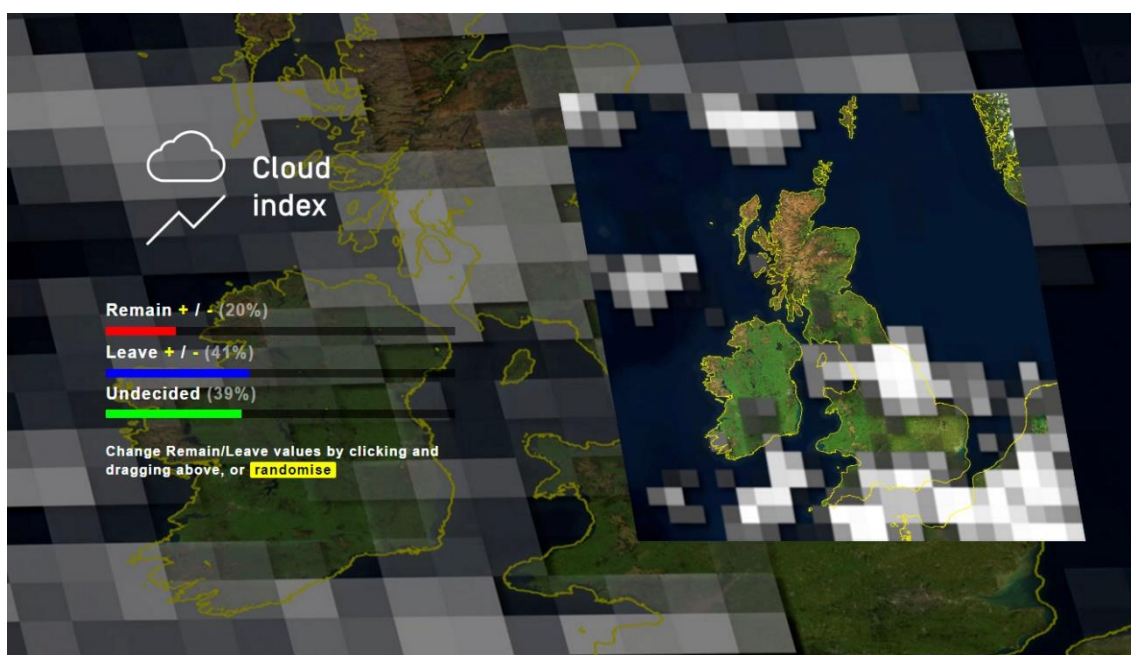 Cloud
index
Remain + / - (20%)
Leave + / - (41%)
Undecided (39%)
Change Remain/Leave values by clicking and
dragging above, or randomise